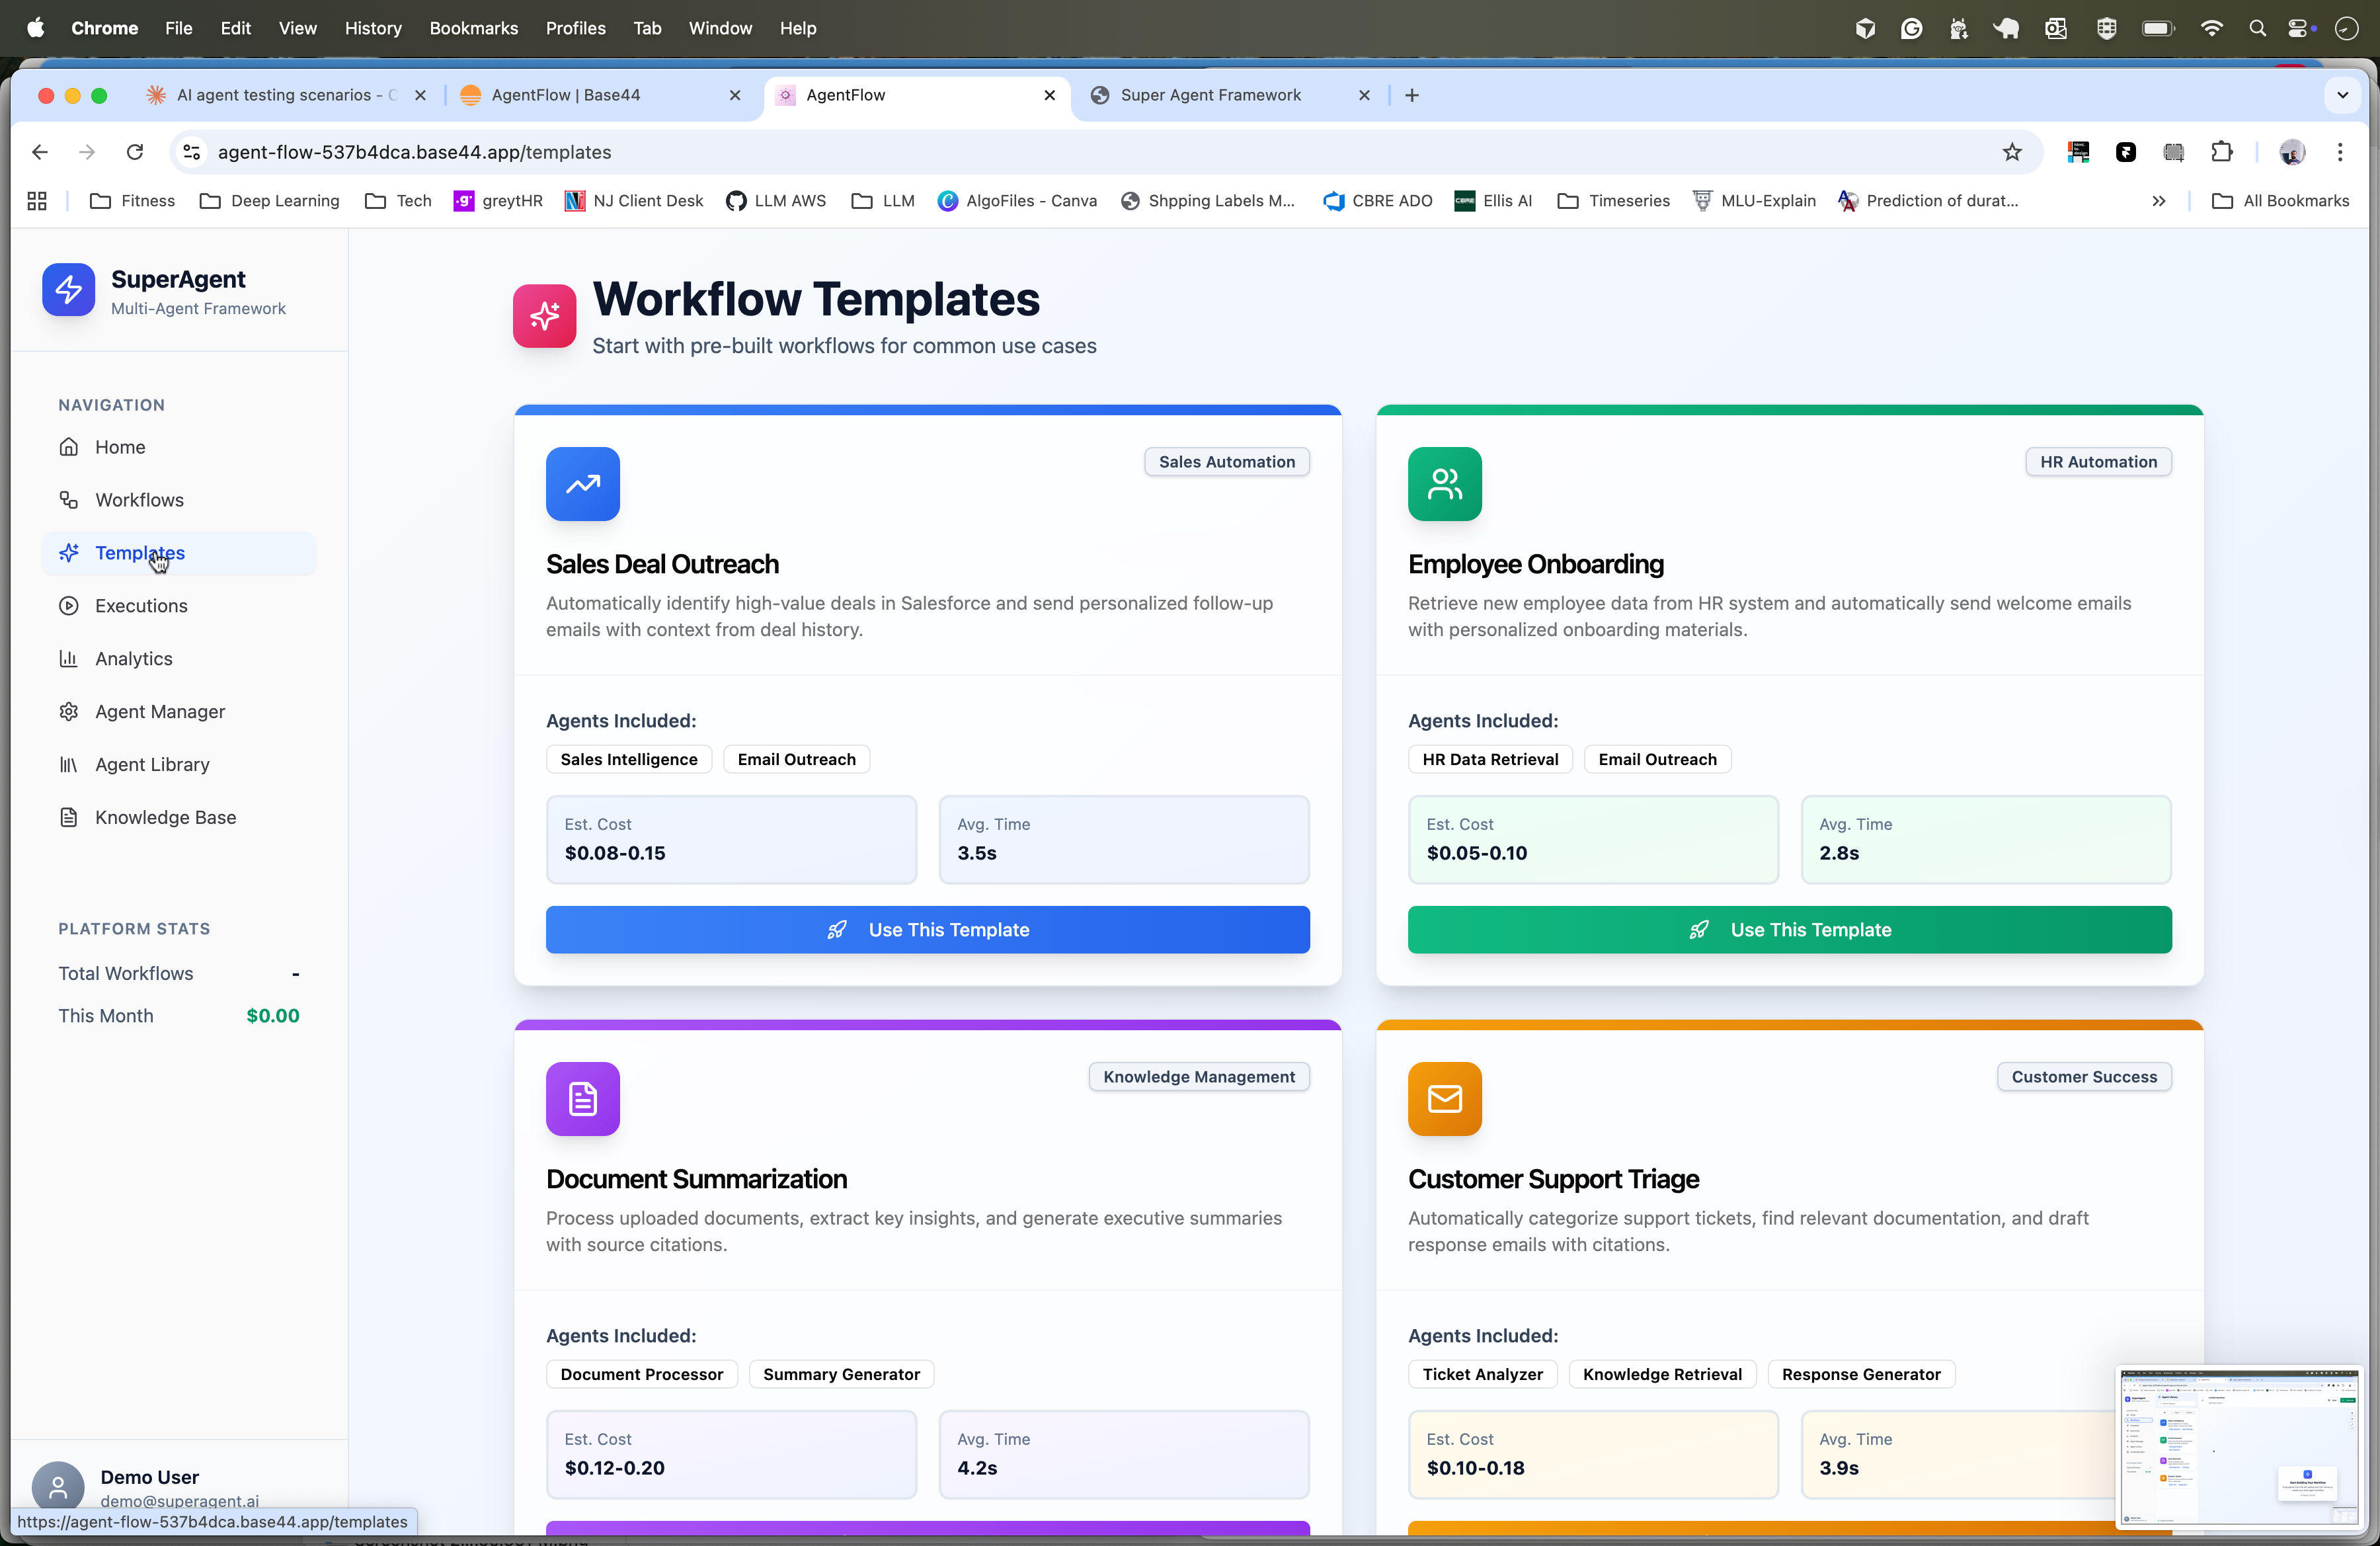 Chrome File Edit View History Bookmarks Profiles Tab Window Help
AI agent testing scenarios -
AgentFlow | Base44
AgentFlow
Super Agent Framework
agent-flow-537b4dca.base44.app/templates
Fitness
Deep Learning
Tech
greytHR
NJ Client Desk
LLM AWS
LLM
AlgoFiles - Canva
Shpping Labels M...
CBRE ADO
Ellis AI
Timeseries
MLU-Explain
Prediction of durat...
All Bookmarks
SuperAgent
Multi-Agent Framework
NAVIGATION
Home
Workflows
Templates
Executions
Analytics
Agent Manager
Agent Library
Knowledge Base
PLATFORM STATS
Total Workflows -
This Month $0.00
Demo User
demo@superagent.ai
https://agent-flow-537b4dca.base44.app/templates
Workflow Templates
Start with pre-built workflows for common use cases
Sales Automation
Sales Deal Outreach
Automatically identify high-value deals in Salesforce and send personalized follow-up
emails with context from deal history.
Agents Included:
Sales Intelligence
Email Outreach
Est. Cost
$0.08-0.15
Avg. Time
3.5s
Use This Template
HR Automation
Employee Onboarding
Retrieve new employee data from HR system and automatically send welcome emails
with personalized onboarding materials.
Agents Included:
HR Data Retrieval
Email Outreach
Est. Cost
$0.05-0.10
Avg. Time
2.8s
Use This Template
Knowledge Management
Document Summarization
Process uploaded documents, extract key insights, and generate executive summaries
with source citations.
Agents Included:
Document Processor
Summary Generator
Est. Cost
$0.12-0.20
Avg. Time
4.2s
Customer Success
Customer Support Triage
Automatically categorize support tickets, find relevant documentation, and draft
response emails with citations.
Agents Included:
Ticket Analyzer
Knowledge Retrieval
Response Generator
Est. Cost
$0.10-0.18
Avg. Time
3.9s